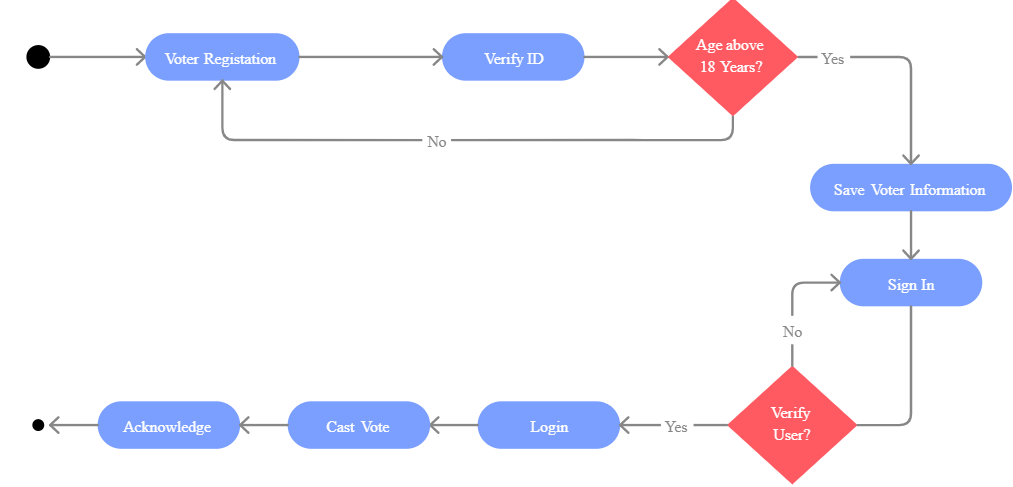 Voter Registation
Verify ID
Age above
18 Years?
Yes
No
Save Voter Information
Sign In
No
Verify
User?
Yes
Login
Cast Vote
Acknowledge